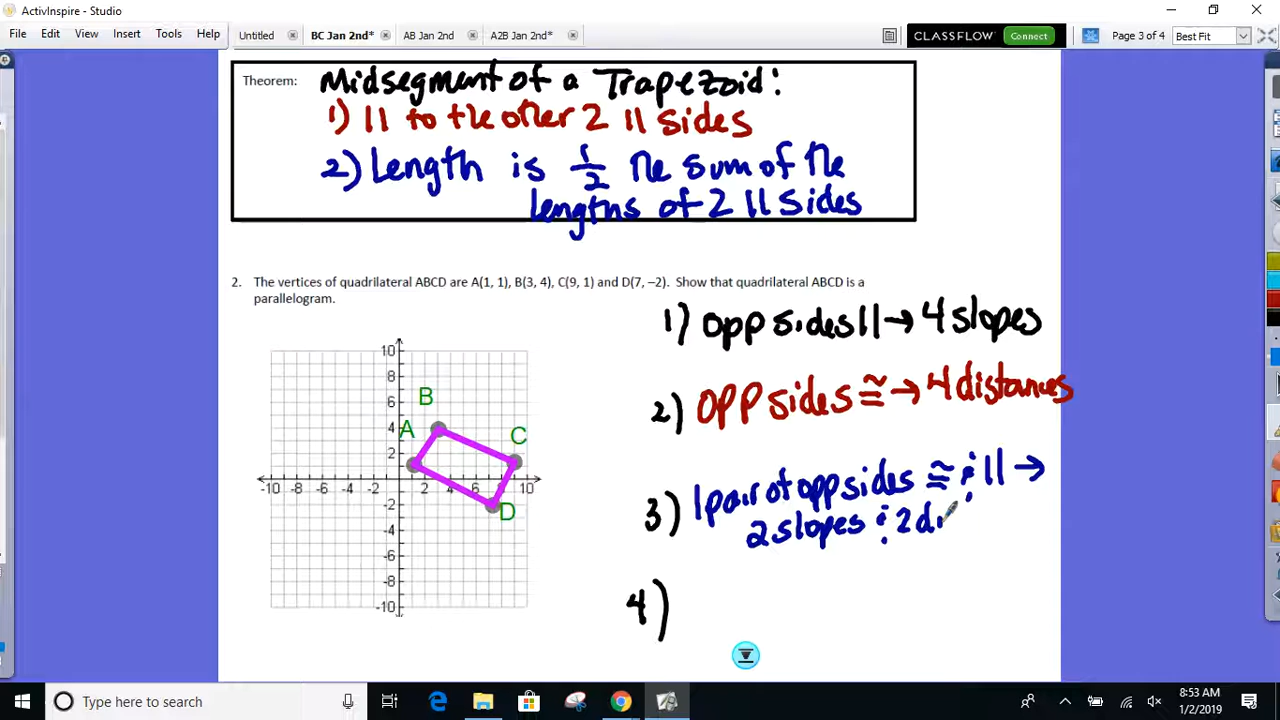 ActivInspire - Studio
File Edit View Insert Tools Help
Untitled
BC Jan 2nd*
AB Jan 2nd
A2B Jan 2nd*
CLASSFLOW
Connect
Page 3 of 4
Best Fit
Theorem: Midsegment of a Trapezoid:
1) || to the other 2 || sides
2) Length is 1/2 the sum of the
lengths of 2 || sides
2. The vertices of quadrilateral ABCD are A(1, 1), B(3, 4), C(9, 1) and D(7, –2). Show that quadrilateral ABCD is a
parallelogram.
1) opp sides || → 4 slopes
2) opp sides ≅ → 4 distances
3) 1 pair of opp sides ≅ & || →
2 slopes & 2 di
4)
10
8
6
4
2
-10 -8 -6 -4 -2 2 4 6 8 10
-2
-4
-6
-8
-10
A
B
C
D
Type here to search
8:53 AM
1/2/2019